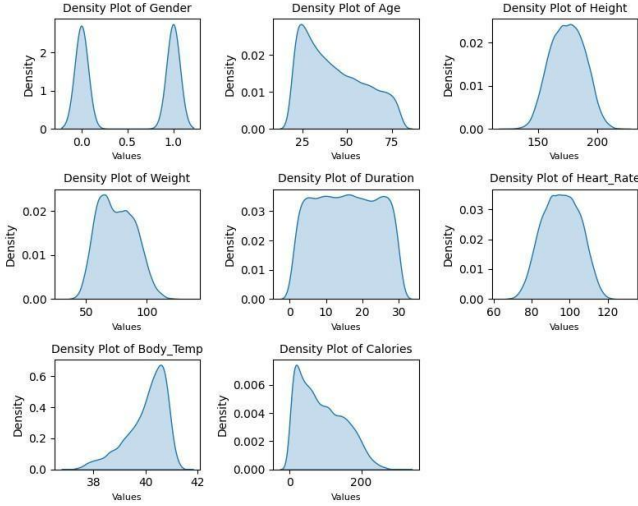 Density Plot of Gender
Density
2
1
0
0.0 0.5 1.0
Values
Density Plot of Age
Density
0.02
0.01
0.00
25 50 75
Values
Density Plot of Height
Density
0.02
0.01
0.00
150 200
Values
Density Plot of Weight
Density
0.02
0.01
0.00
50 100
Values
Density Plot of Duration
Density
0.03
0.02
0.01
0.00
0 10 20 30
Values
Density Plot of Heart_Rate
Density
0.03
0.02
0.01
0.00
60 80 100 120
Values
Density Plot of Body_Temp
Density
0.6
0.4
0.2
0.0
38 40 42
Values
Density Plot of Calories
Density
0.006
0.004
0.002
0.000
0 200
Values